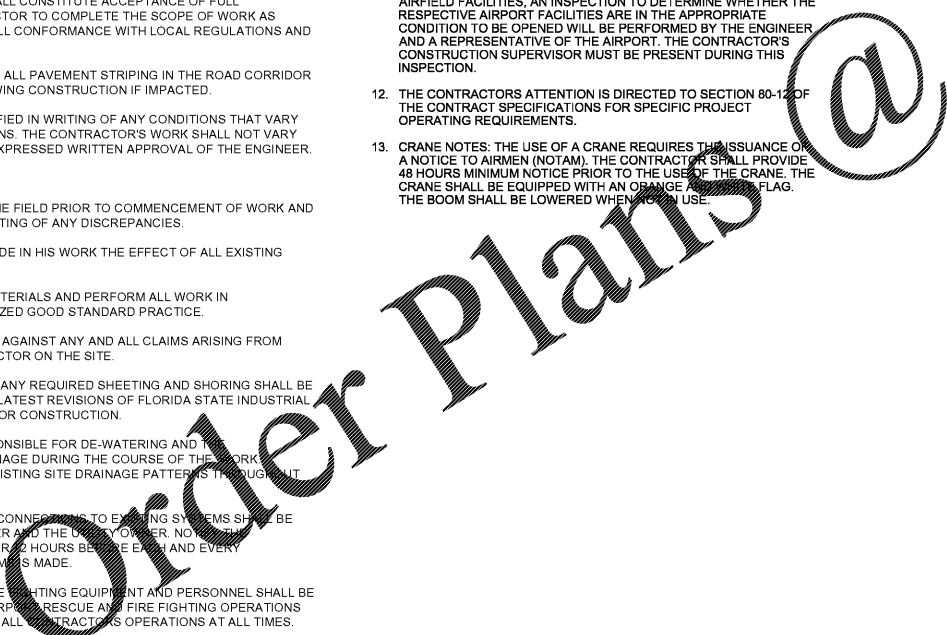 ALL CONSTITUTE ACCEPTANCE OF FULL
CTOR TO COMPLETE THE SCOPE OF WORK AS
LL CONFORMANCE WITH LOCAL REGULATIONS AND
ALL PAVEMENT STRIPING IN THE ROAD CORRIDOR
WING CONSTRUCTION IF IMPACTED.
FIED IN WRITING OF ANY CONDITIONS THAT VARY
NS. THE CONTRACTOR'S WORK SHALL NOT VARY
EXPRESSED WRITTEN APPROVAL OF THE ENGINEER.
HE FIELD PRIOR TO COMMENCEMENT OF WORK AND
TING OF ANY DISCREPANCIES.
DE IN HIS WORK THE EFFECT OF ALL EXISTING
TERIALS AND PERFORM ALL WORK IN
ZED GOOD STANDARD PRACTICE.
AGAINST ANY AND ALL CLAIMS ARISING FROM
CTOR ON THE SITE.
ANY REQUIRED SHEETING AND SHORING SHALL BE
LATEST REVISIONS OF FLORIDA STATE INDUSTRIAL
OR CONSTRUCTION.
ONSIBLE FOR DE-WATERING AND THE
NAGE DURING THE COURSE OF THE WORK.
ISTING SITE DRAINAGE PATTERNS THROUGHOUT
CONNECTIONS TO EXISTING SYSTEMS SHALL BE
ER AND THE UTILITY OWNER. NOTIFY THE
HOURS BEFORE EACH AND EVERY
IS MADE.
FIGHTING EQUIPMENT AND PERSONNEL SHALL BE
RPORT RESCUE AND FIRE FIGHTING OPERATIONS
ALL CONTRACTORS OPERATIONS AT ALL TIMES.
AIRFIELD FACILITIES, AN INSPECTION TO DETERMINE WHETHER THE
RESPECTIVE AIRPORT FACILITIES ARE IN THE APPROPRIATE
CONDITION TO BE OPENED WILL BE PERFORMED BY THE ENGINEER
AND A REPRESENTATIVE OF THE AIRPORT. THE CONTRACTOR'S
CONSTRUCTION SUPERVISOR MUST BE PRESENT DURING THIS
INSPECTION.
12. THE CONTRACTORS ATTENTION IS DIRECTED TO SECTION 80-12 OF
THE CONTRACT SPECIFICATIONS FOR SPECIFIC PROJECT
OPERATING REQUIREMENTS.
13. CRANE NOTES: THE USE OF A CRANE REQUIRES THE ISSUANCE OF
A NOTICE TO AIRMEN (NOTAM). THE CONTRACTOR SHALL PROVIDE
48 HOURS MINIMUM NOTICE PRIOR TO THE USE OF THE CRANE. THE
CRANE SHALL BE EQUIPPED WITH AN ORANGE AND WHITE FLAG.
THE BOOM SHALL BE LOWERED WHEN NOT IN USE.
Order Plans @